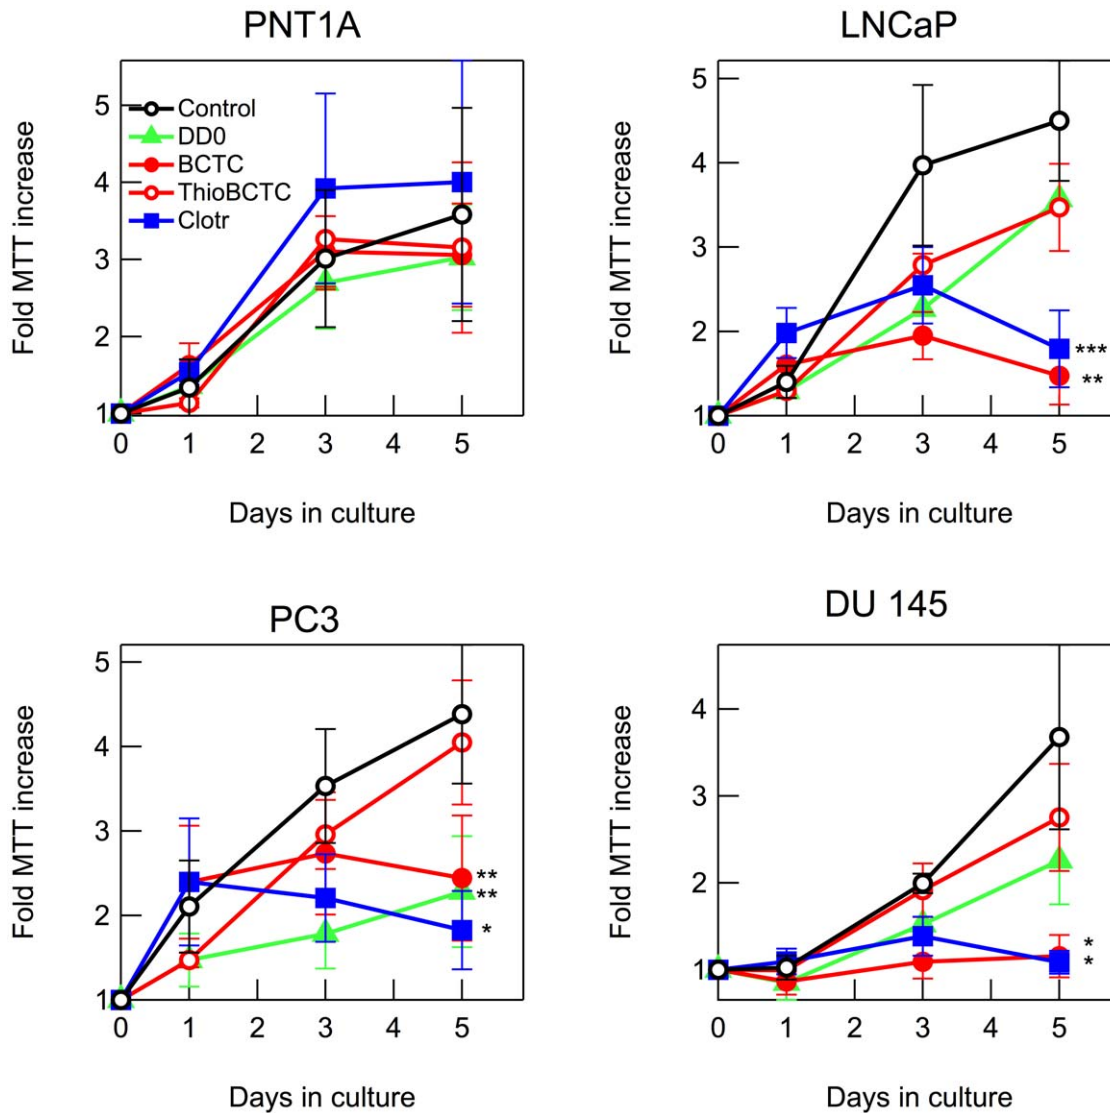 PNT1A
Fold MTT increase
5
4
3
2
1
Control
DD0
BCTC
ThioBCTC
Clotr
0 1 2 3 4 5
Days in culture
LNCaP
Fold MTT increase
5
4
3
2
1
***
**
0 1 2 3 4 5
Days in culture
PC3
Fold MTT increase
5
4
3
2
1
**
**
*
0 1 2 3 4 5
Days in culture
DU 145
Fold MTT increase
4
3
2
1
*
*
0 1 2 3 4 5
Days in culture